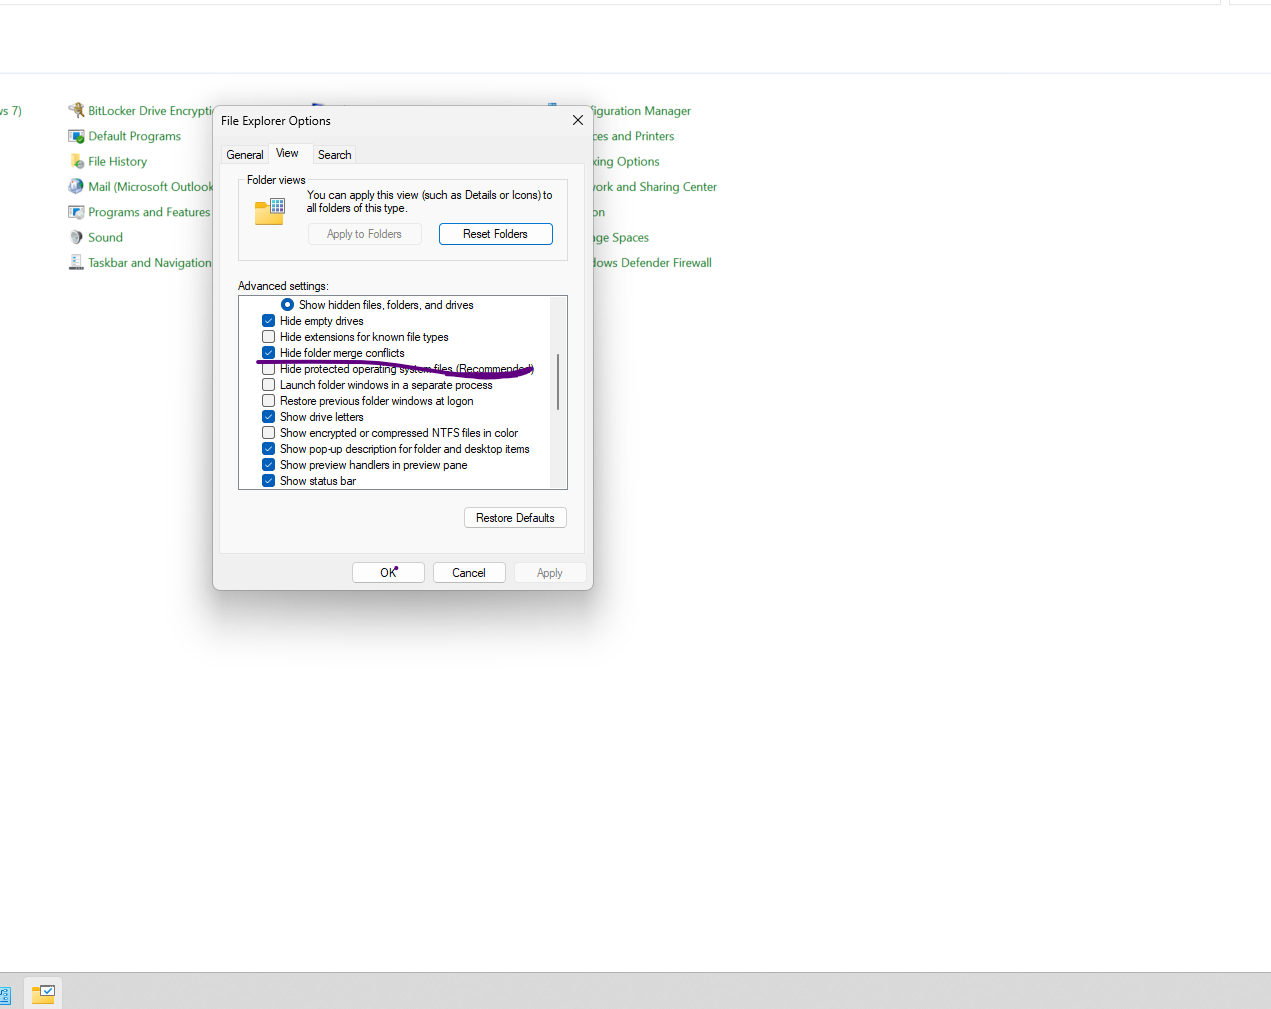 ws 7)
BitLocker Drive Encrypti
Default Programs
File History
Mail (Microsoft Outlook
Programs and Features
Sound
Taskbar and Navigation
File Explorer Options
General
View
Search
Folder views
You can apply this view (such as Details or Icons) to
all folders of this type.
Apply to Folders
Reset Folders
Advanced settings:
Show hidden files, folders, and drives
Hide empty drives
Hide extensions for known file types
Hide folder merge conflicts
Hide protected operating system files (Recommended)
Launch folder windows in a separate process
Restore previous folder windows at logon
Show drive letters
Show encrypted or compressed NTFS files in color
Show pop-up description for folder and desktop items
Show preview handlers in preview pane
Show status bar
Restore Defaults
OK
Cancel
Apply
figuration Manager
ces and Printers
xing Options
vork and Sharing Center
on
age Spaces
dows Defender Firewall